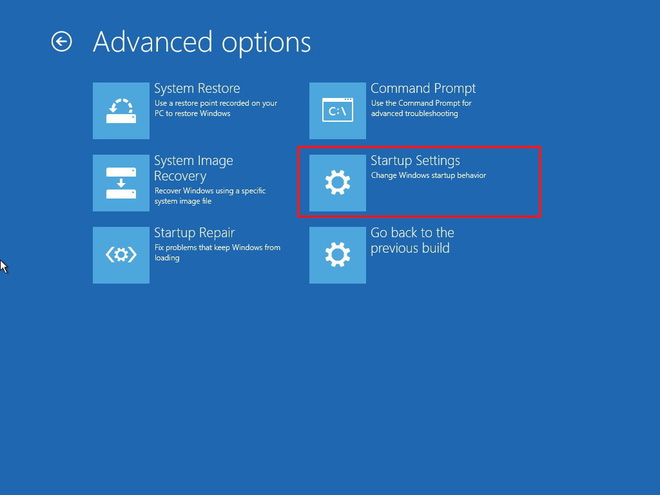 Advanced options
System Restore
Use a restore point recorded on your
PC to restore Windows
System Image
Recovery
Recover Windows using a specific
system image file
Startup Repair
Fix problems that keep Windows from
loading
C:\
Command Prompt
Use the Command Prompt for
advanced troubleshooting
Startup Settings
Change Windows startup behavior
Go back to the
previous build